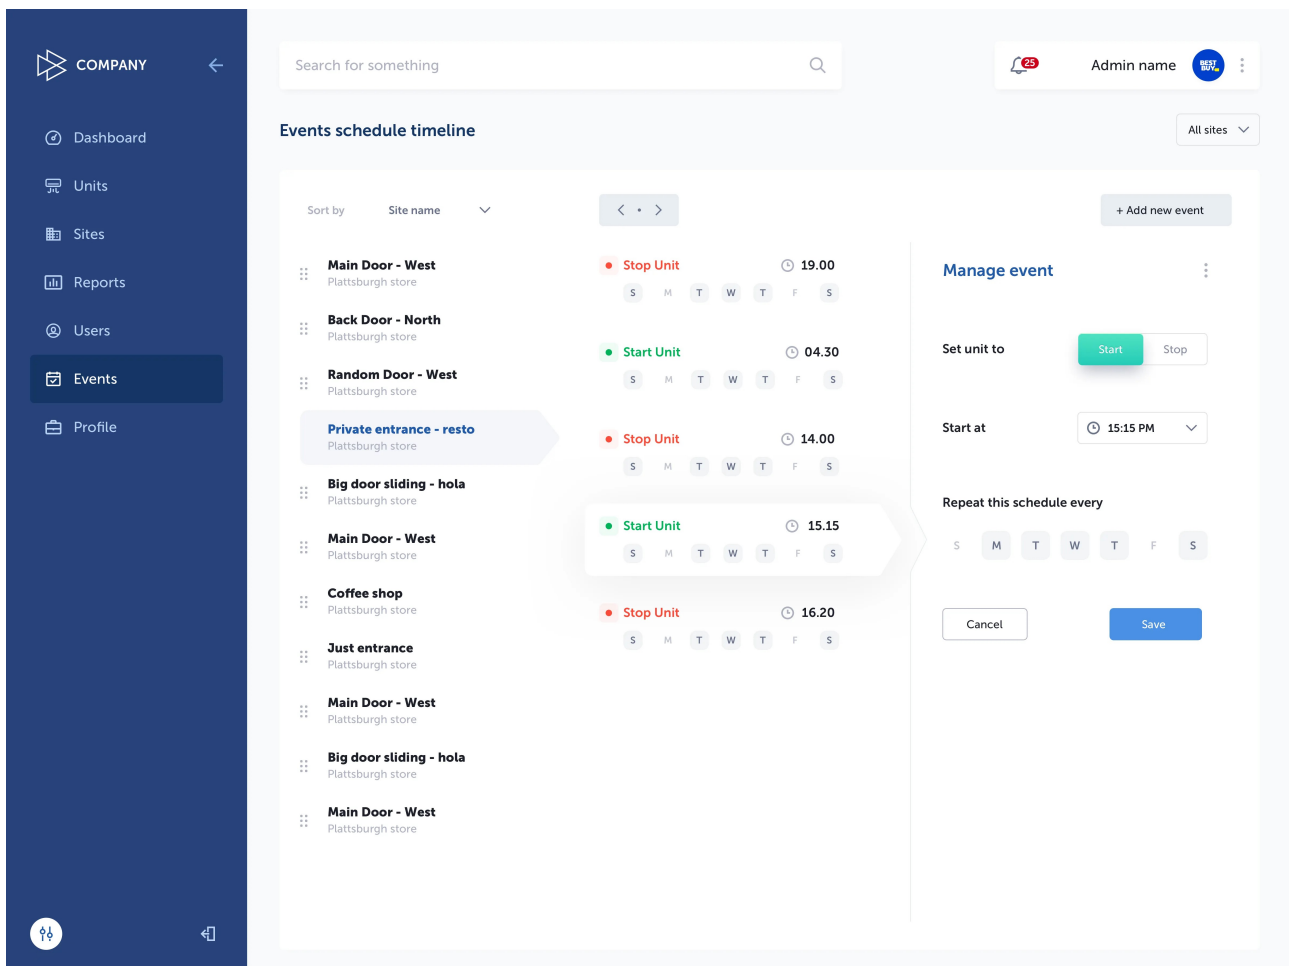 COMPANY
Dashboard
Units
Sites
Reports
Users
Events
Profile
Search for something
25
Admin name
BEST
BUY
Events schedule timeline
All sites
Sort by
Site name
+ Add new event
Main Door - West
Plattsburgh store
Back Door - North
Plattsburgh store
Random Door - West
Plattsburgh store
Private entrance - resto
Plattsburgh store
Big door sliding - hola
Plattsburgh store
Main Door - West
Plattsburgh store
Coffee shop
Plattsburgh store
Just entrance
Plattsburgh store
Main Door - West
Plattsburgh store
Big door sliding - hola
Plattsburgh store
Main Door - West
Plattsburgh store
Stop Unit 19.00
S M T W T F S
Start Unit 04.30
S M T W T F S
Stop Unit 14.00
S M T W T F S
Start Unit 15.15
S M T W T F S
Stop Unit 16.20
S M T W T F S
Manage event
Set unit to Start Stop
Start at 15:15 PM
Repeat this schedule every
S M T W T F S
Cancel Save